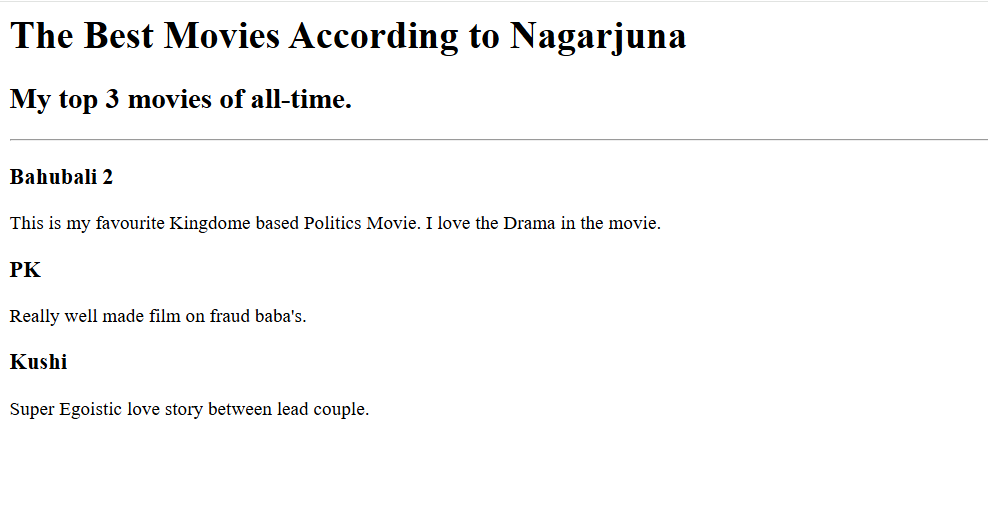 The Best Movies According to Nagarjuna
My top 3 movies of all-time.
Bahubali 2
This is my favourite Kingdome based Politics Movie. I love the Drama in the movie.
PK
Really well made film on fraud baba's.
Kushi
Super Egoistic love story between lead couple.